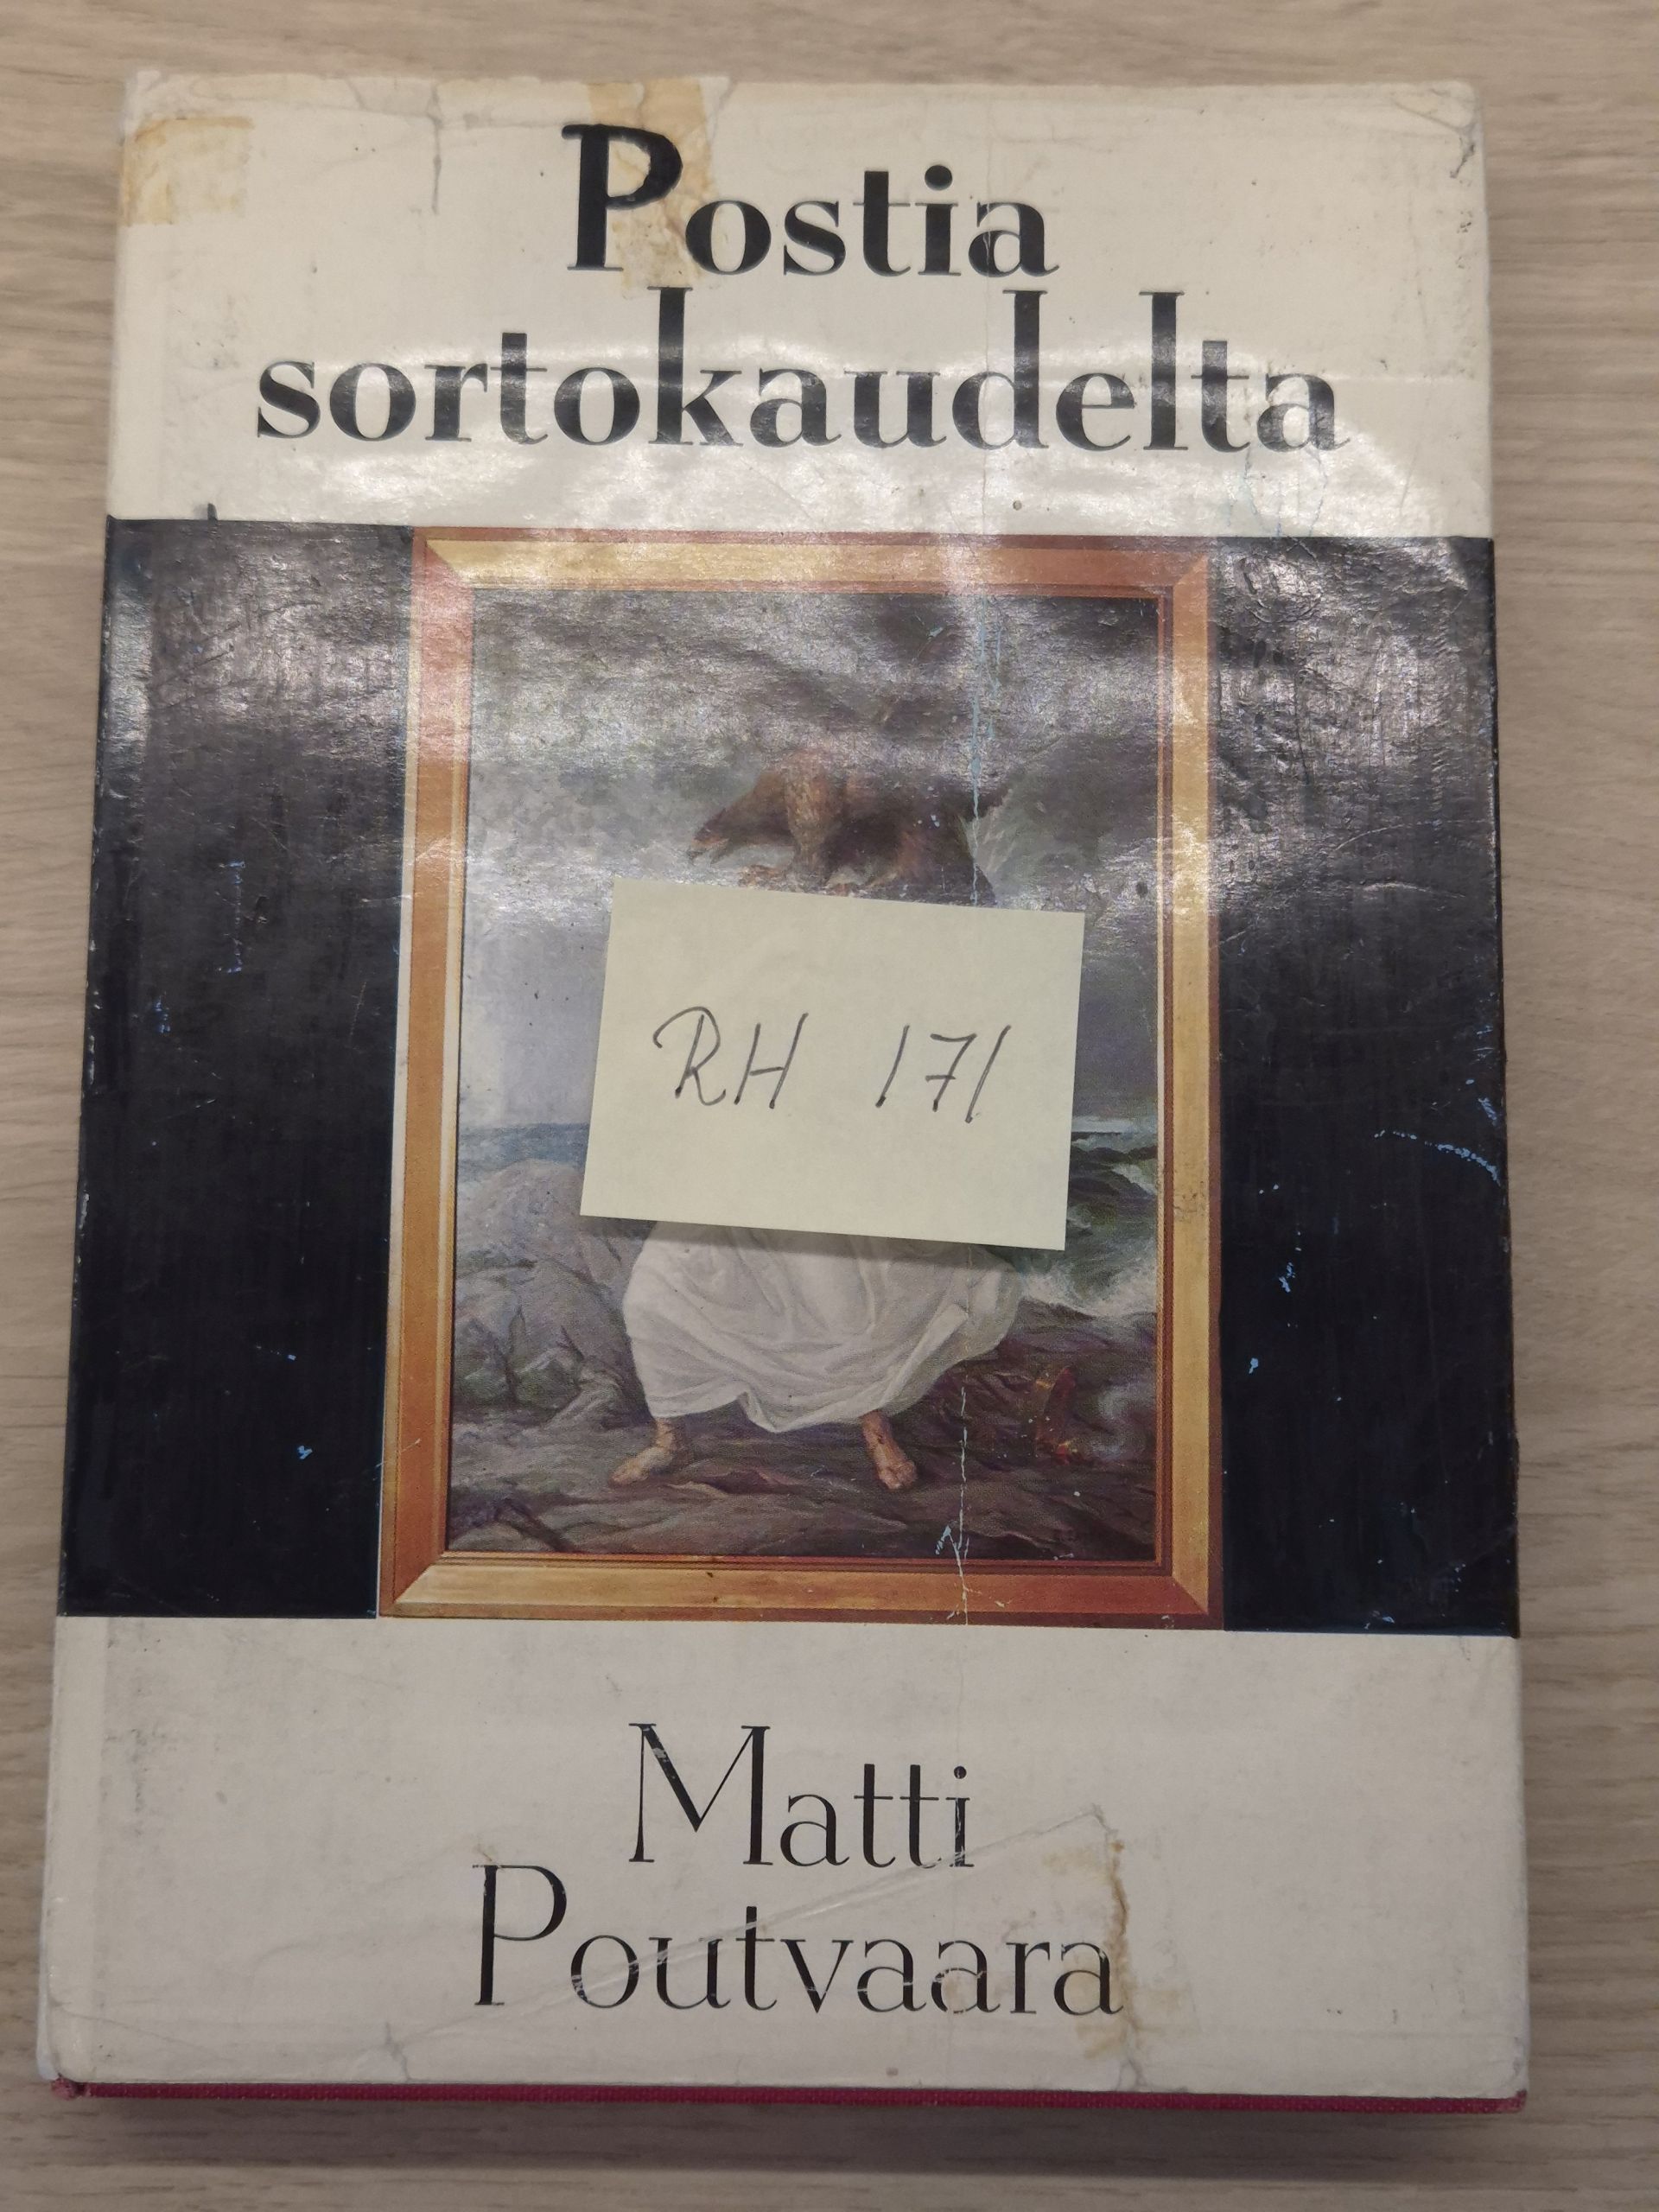 Postia
sortokaudelta
RH 171
Matti
Poutvaara